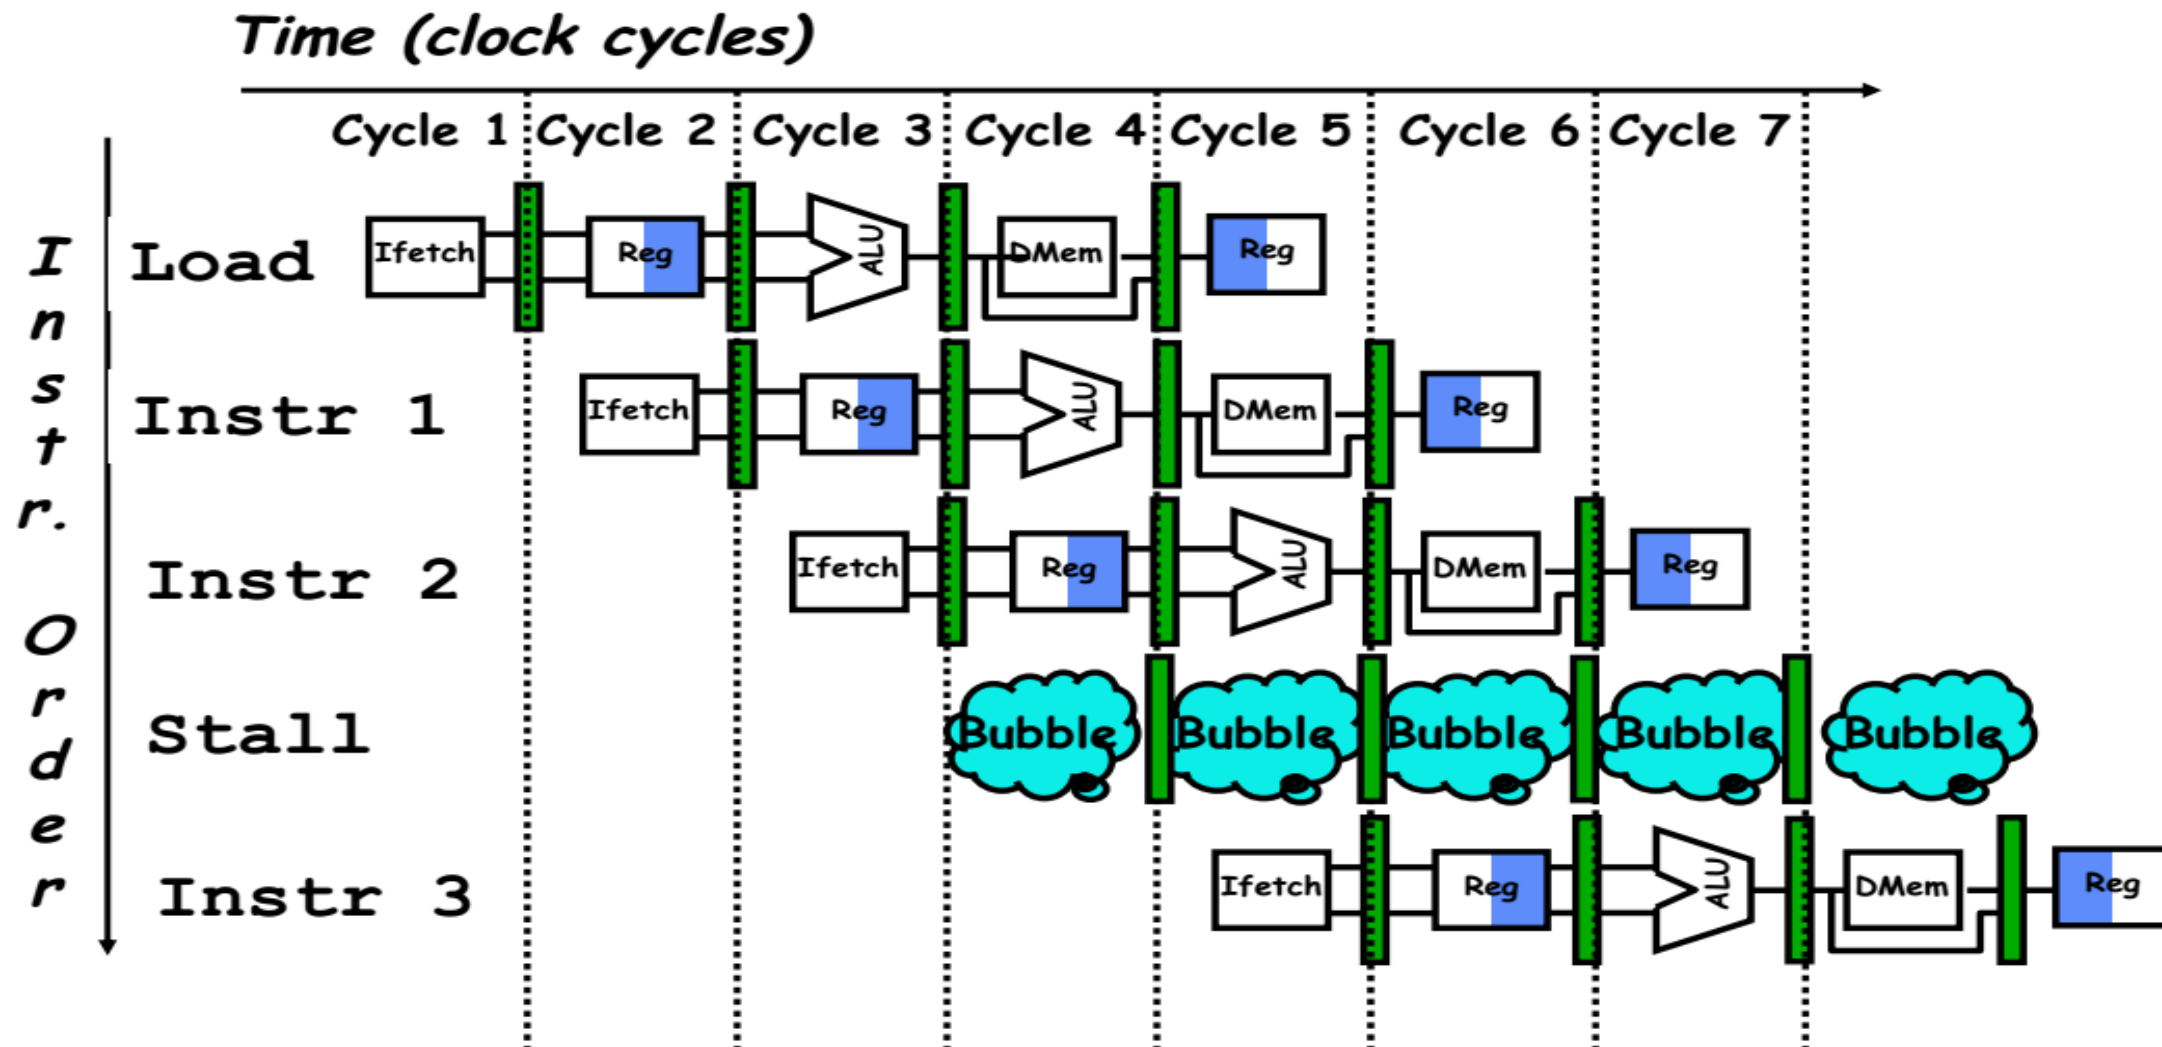 Time (clock cycles)
Cycle 1 Cycle 2 Cycle 3 Cycle 4 Cycle 5 Cycle 6 Cycle 7
Instr. Order
Load Ifetch Reg ALU DMem Reg
Instr 1 Ifetch Reg ALU DMem Reg
Instr 2 Ifetch Reg ALU DMem Reg
Stall Bubble Bubble Bubble Bubble Bubble
Instr 3 Ifetch Reg ALU DMem Reg